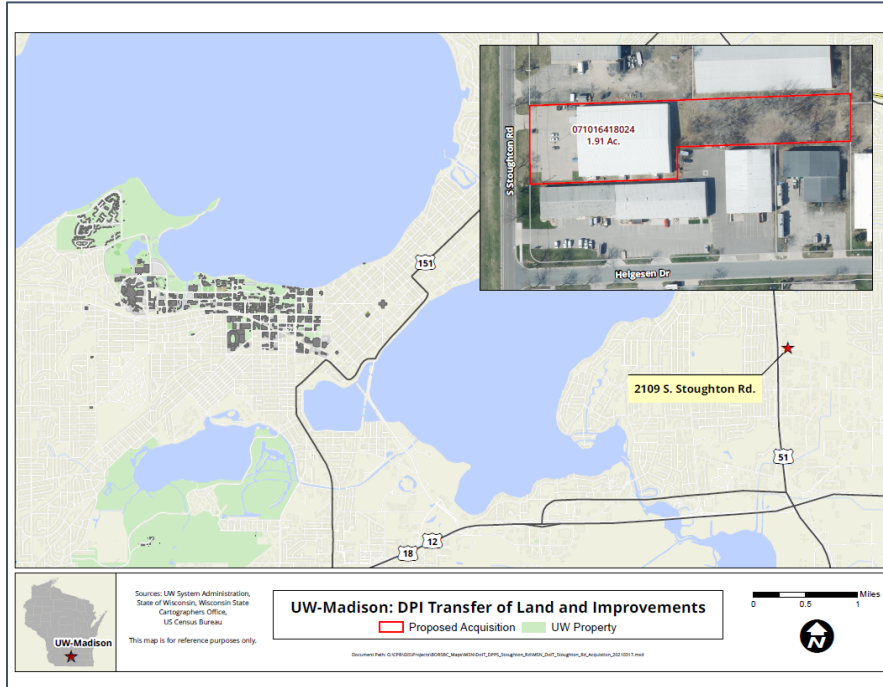 S Stoughton Rd
071016418024
1.91 Ac.
Helgesen Dr
151
2109 S. Stoughton Rd.
51
12
18
UW-Madison
Sources: UW System Administration,
State of Wisconsin, Wisconsin State
Cartographers Office,
US Census Bureau
This map is for reference purposes only.
UW-Madison: DPI Transfer of Land and Improvements
Proposed Acquisition UW Property
Miles
0 0.5 1
N